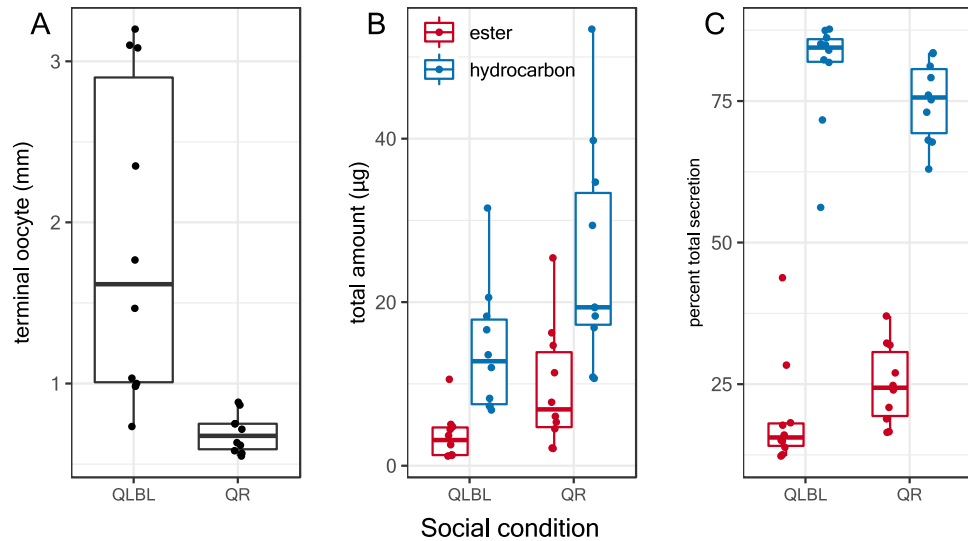 A
terminal oocyte (mm)
3
2
1
QLBL QR
B
ester
hydrocarbon
total amount (µg)
40
20
0
QLBL QR
Social condition
C
percent total secretion
75
50
25
QLBL QR